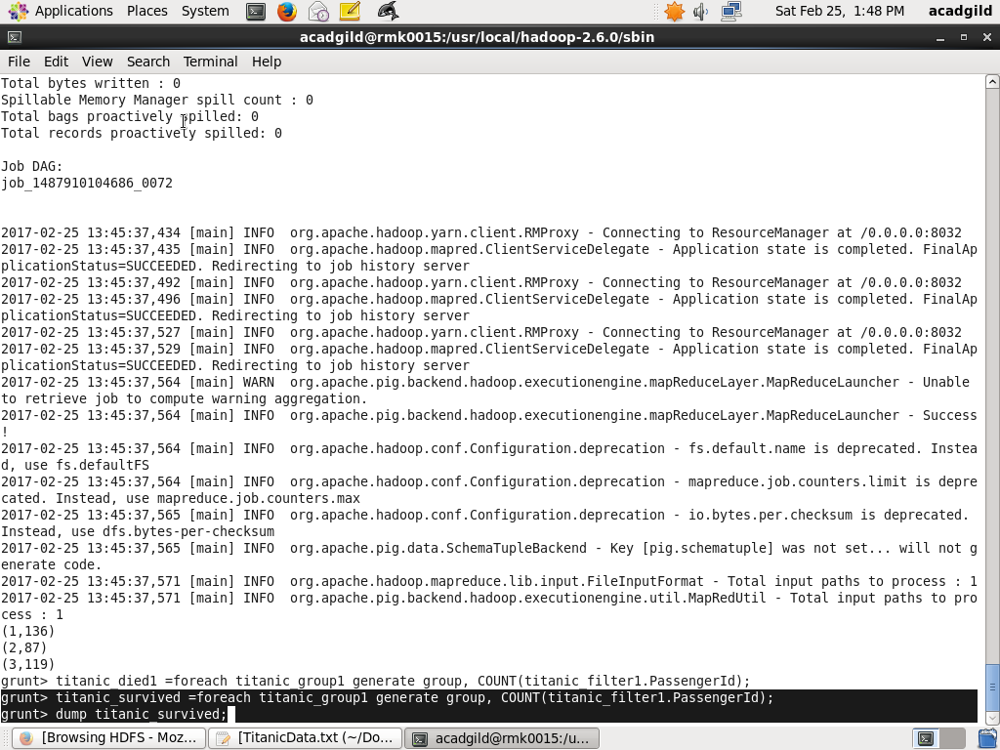 Applications Places System Sat Feb 25, 1:48 PM acadgild
acadgild@rmk0015:/usr/local/hadoop-2.6.0/sbin
File Edit View Search Terminal Help
Total bytes written : 0
Spillable Memory Manager spill count : 0
Total bags proactively spilled: 0
Total records proactively spilled: 0
Job DAG:
job_1487910104686_0072
2017-02-25 13:45:37,434 [main] INFO  org.apache.hadoop.yarn.client.RMProxy - Connecting to ResourceManager at /0.0.0.0:8032
2017-02-25 13:45:37,435 [main] INFO  org.apache.hadoop.mapred.ClientServiceDelegate - Application state is completed. FinalAp
plicationStatus=SUCCEEDED. Redirecting to job history server
2017-02-25 13:45:37,492 [main] INFO  org.apache.hadoop.yarn.client.RMProxy - Connecting to ResourceManager at /0.0.0.0:8032
2017-02-25 13:45:37,496 [main] INFO  org.apache.hadoop.mapred.ClientServiceDelegate - Application state is completed. FinalAp
plicationStatus=SUCCEEDED. Redirecting to job history server
2017-02-25 13:45:37,527 [main] INFO  org.apache.hadoop.yarn.client.RMProxy - Connecting to ResourceManager at /0.0.0.0:8032
2017-02-25 13:45:37,529 [main] INFO  org.apache.hadoop.mapred.ClientServiceDelegate - Application state is completed. FinalAp
plicationStatus=SUCCEEDED. Redirecting to job history server
2017-02-25 13:45:37,564 [main] WARN  org.apache.pig.backend.hadoop.executionengine.mapReduceLayer.MapReduceLauncher - Unable
to retrieve job to compute warning aggregation.
2017-02-25 13:45:37,564 [main] INFO  org.apache.pig.backend.hadoop.executionengine.mapReduceLayer.MapReduceLauncher - Success
!
2017-02-25 13:45:37,564 [main] INFO  org.apache.hadoop.conf.Configuration.deprecation - fs.default.name is deprecated. Instea
d, use fs.defaultFS
2017-02-25 13:45:37,564 [main] INFO  org.apache.hadoop.conf.Configuration.deprecation - mapreduce.job.counters.limit is depre
cated. Instead, use mapreduce.job.counters.max
2017-02-25 13:45:37,565 [main] INFO  org.apache.hadoop.conf.Configuration.deprecation - io.bytes.per.checksum is deprecated.
Instead, use dfs.bytes-per-checksum
2017-02-25 13:45:37,565 [main] INFO  org.apache.pig.data.SchemaTupleBackend - Key [pig.schematuple] was not set... will not g
enerate code.
2017-02-25 13:45:37,571 [main] INFO  org.apache.hadoop.mapreduce.lib.input.FileInputFormat - Total input paths to process : 1
2017-02-25 13:45:37,571 [main] INFO  org.apache.pig.backend.hadoop.executionengine.util.MapRedUtil - Total input paths to pro
cess : 1
(1,136)
(2,87)
(3,119)
grunt> titanic_died1 =foreach titanic_group1 generate group, COUNT(titanic_filter1.PassengerId);
grunt> titanic_survived =foreach titanic_group1 generate group, COUNT(titanic_filter1.PassengerId);
grunt> dump titanic_survived;
[Browsing HDFS - Moz... [TitanicData.txt (~/Do... acadgild@rmk0015:/u...